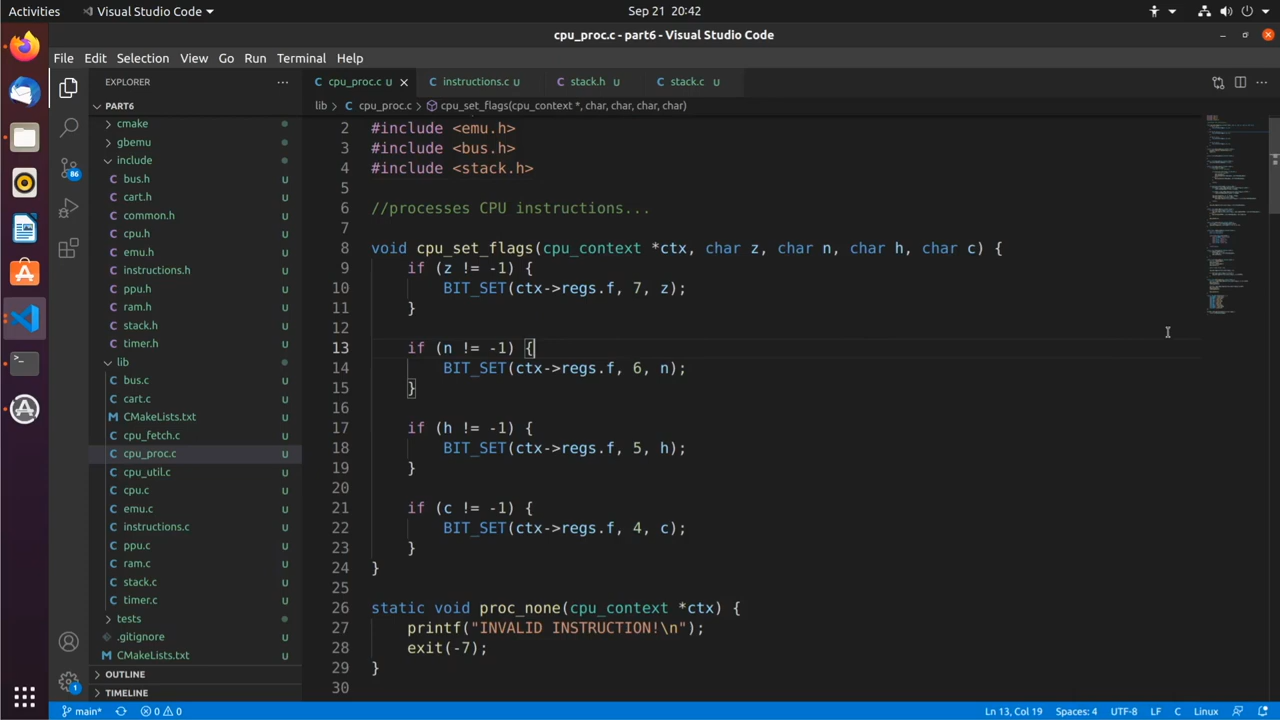 Activities
Visual Studio Code
Sep 21 20:42
cpu_proc.c - part6 - Visual Studio Code
File Edit Selection View Go Run Terminal Help
EXPLORER
cpu_proc.c U
instructions.c U
stack.h U
stack.c U
PART6
lib > cpu_proc.c > cpu_set_flags(cpu_context *, char, char, char, char)
cmake
gbemu
include
bus.h U
cart.h U
common.h U
cpu.h U
emu.h U
instructions.h U
ppu.h U
ram.h U
stack.h U
timer.h U
lib
bus.c U
cart.c U
CMakeLists.txt U
cpu_fetch.c U
cpu_proc.c U
cpu_util.c U
cpu.c U
emu.c U
instructions.c U
ppu.c U
ram.c U
stack.c U
timer.c U
tests
.gitignore U
CMakeLists.txt U
OUTLINE
TIMELINE
86
1
2 #include <emu.h>
3 #include <bus.h>
4 #include <stack.h>
5
6 //processes CPU instructions...
7
8 void cpu_set_flags(cpu_context *ctx, char z, char n, char h, char c) {
9 if (z != -1) {
10 BIT_SET(ctx->regs.f, 7, z);
11 }
12
13 if (n != -1) {
14 BIT_SET(ctx->regs.f, 6, n);
15 }
16
17 if (h != -1) {
18 BIT_SET(ctx->regs.f, 5, h);
19 }
20
21 if (c != -1) {
22 BIT_SET(ctx->regs.f, 4, c);
23 }
24 }
25
26 static void proc_none(cpu_context *ctx) {
27 printf("INVALID INSTRUCTION!\n");
28 exit(-7);
29 }
30
main* 0 0
Ln 13, Col 19 Spaces: 4 UTF-8 LF C Linux